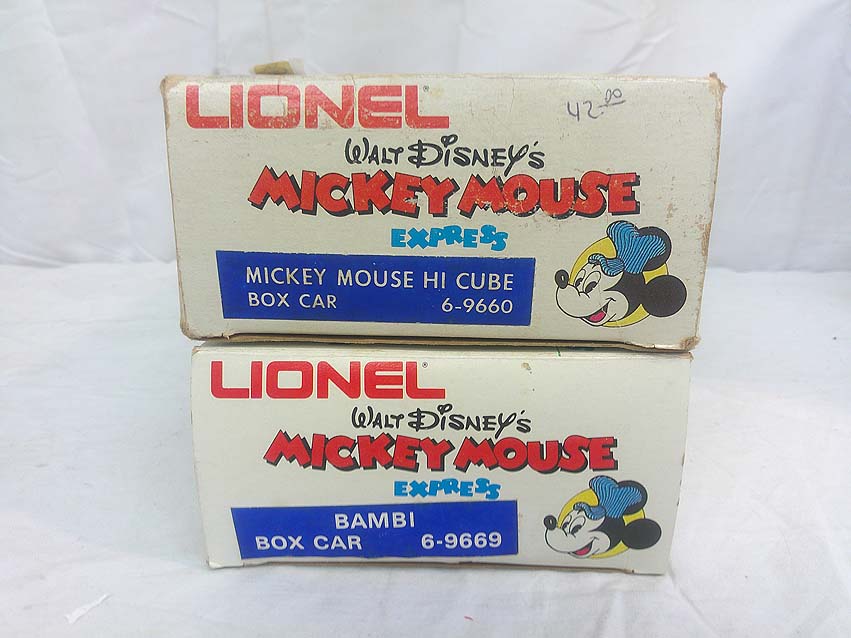 LIONEL® 42.00
WALT DISNEY'S
MICKEY MOUSE
EXPRESS
MICKEY MOUSE HI CUBE
BOX CAR 6-9660
LIONEL®
WALT DISNEY'S
MICKEY MOUSE
EXPRESS
BAMBI
BOX CAR 6-9669